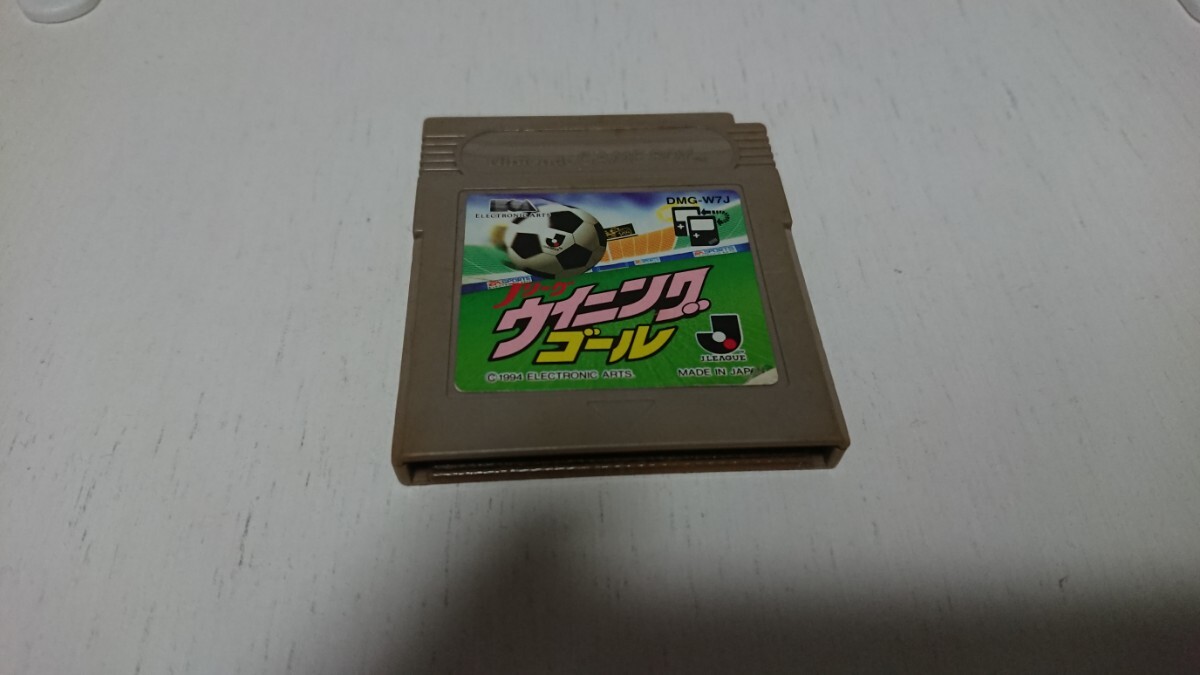 DMG-W7J
ELECTRONIC ARTS
Jリーグ
ウイニング
ゴール
J.LEAGUE
©1994 ELECTRONIC ARTS.
MADE IN JAPAN